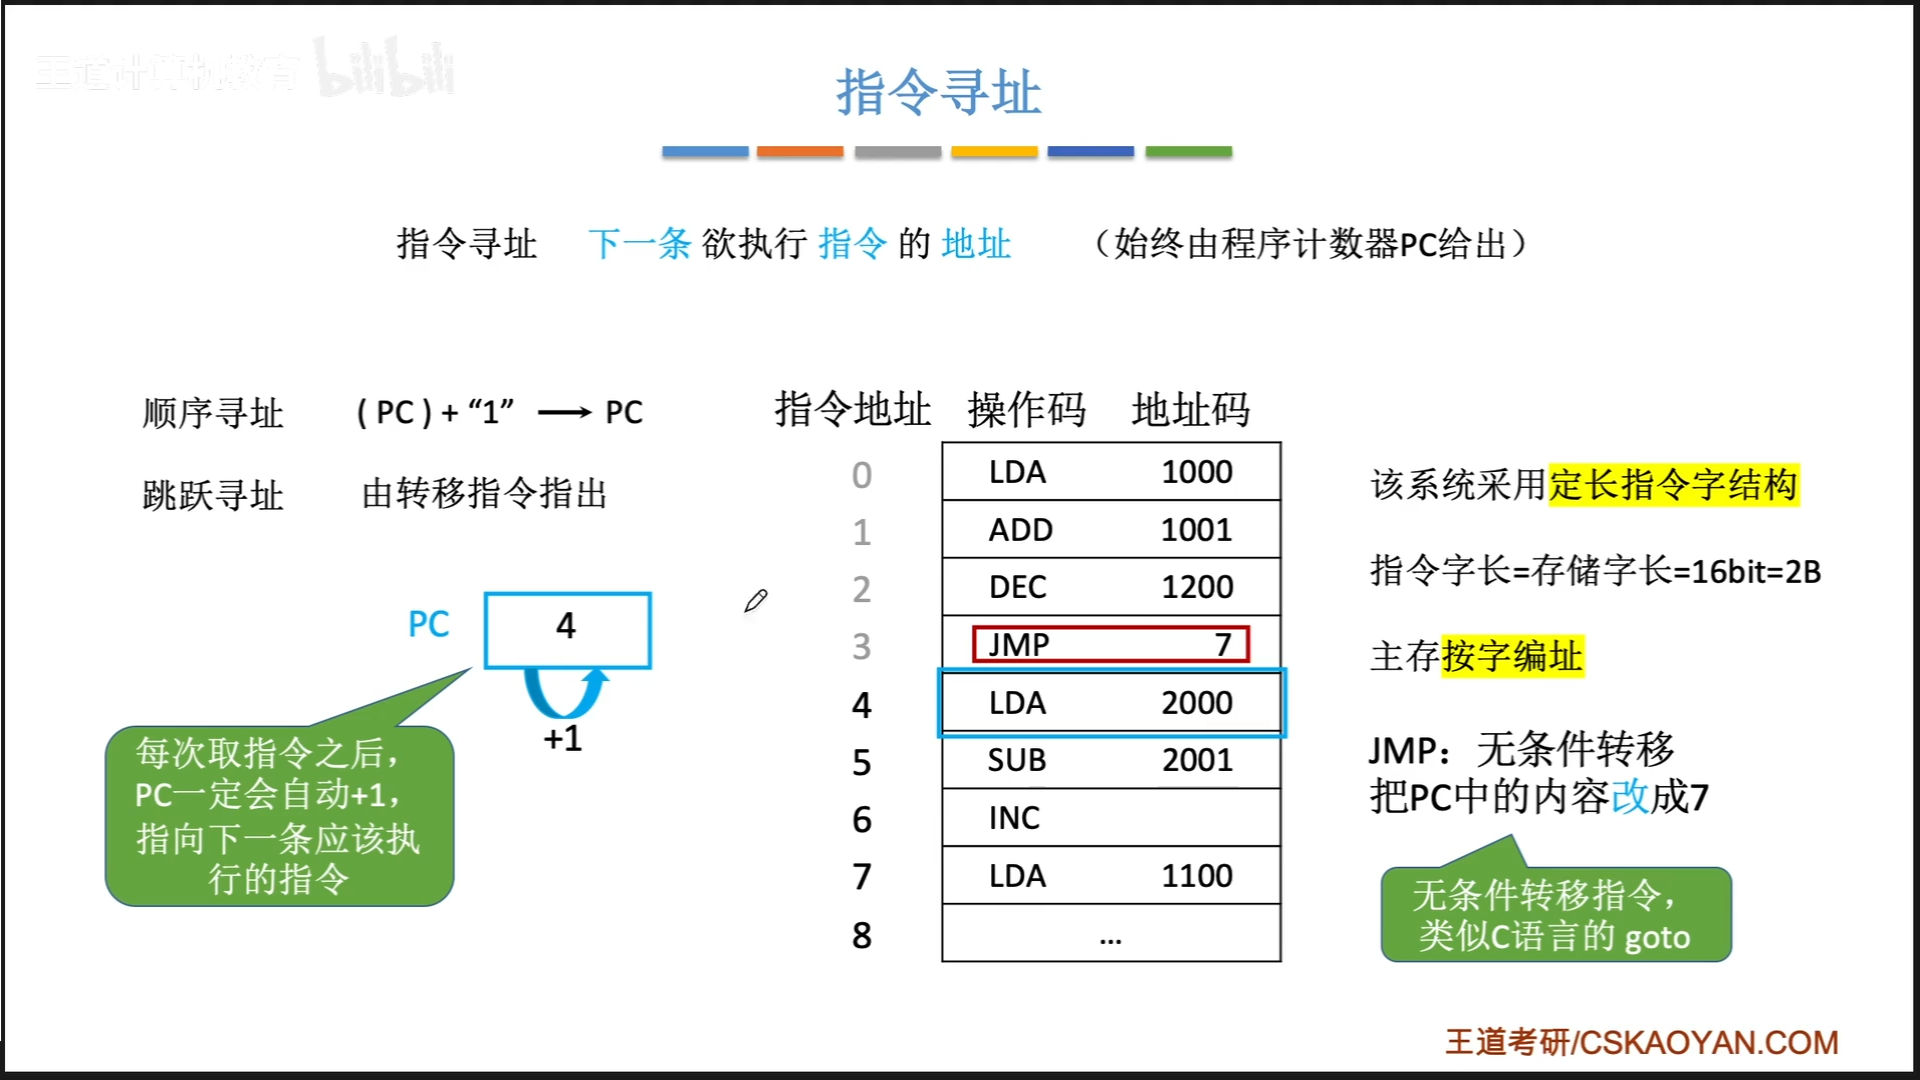 王道计算机教育 bilibili
指令寻址
指令寻址 下一条 欲执行 指令 的 地址 （始终由程序计数器PC给出）
顺序寻址 ( PC ) + “1” → PC
跳跃寻址 由转移指令指出
PC 4
+1
每次取指令之后，
PC一定会自动+1，
指向下一条应该执
行的指令
指令地址 操作码 地址码
0 LDA 1000
1 ADD 1001
2 DEC 1200
3 JMP 7
4 LDA 2000
5 SUB 2001
6 INC
7 LDA 1100
8 ...
该系统采用定长指令字结构
指令字长=存储字长=16bit=2B
主存按字编址
JMP：无条件转移
把PC中的内容改成7
无条件转移指令，
类似C语言的 goto
王道考研/CSKAOYAN.COM